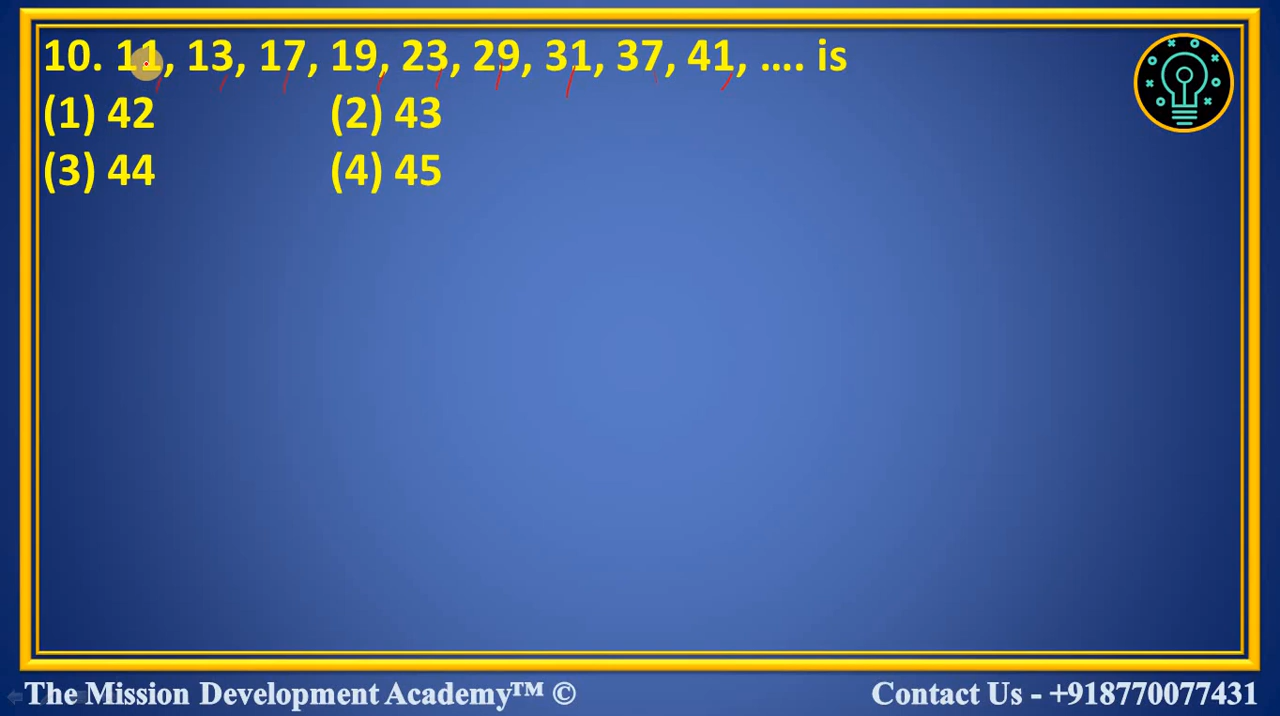 10. 11, 13, 17, 19, 23, 29, 31, 37, 41, .... is
(1) 42 (2) 43
(3) 44 (4) 45
The Mission Development Academy™ © Contact Us - +918770077431